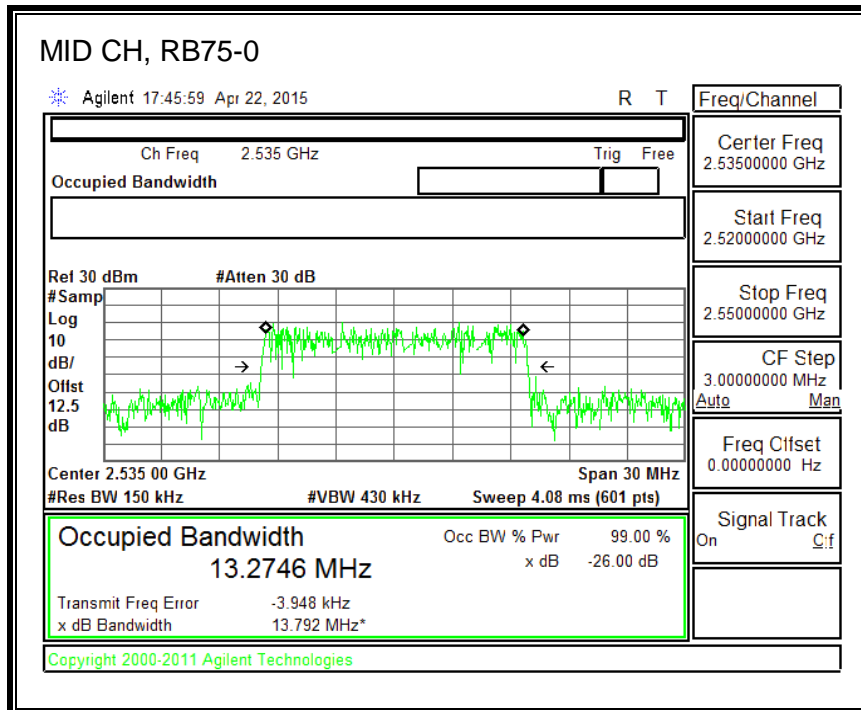 MID CH, RB75-0
Agilent 17:45:59 Apr 22, 2015 R T
Freq/Channel
Ch Freq 2.535 GHz Trig Free
Occupied Bandwidth
Center Freq
2.53500000 GHz
Start Freq
2.52000000 GHz
Stop Freq
2.55000000 GHz
CF Step
3.00000000 MHz
Auto Man
Freq Offset
0.00000000 Hz
Signal Track
On Off
Ref 30 dBm #Atten 30 dB
#Samp
Log
10
dB/
Offst
12.5
dB
Center 2.535 00 GHz Span 30 MHz
#Res BW 150 kHz #VBW 430 kHz Sweep 4.08 ms (601 pts)
Occupied Bandwidth Occ BW % Pwr 99.00 %
13.2746 MHz x dB -26.00 dB
Transmit Freq Error -3.948 kHz
x dB Bandwidth 13.792 MHz*
Copyright 2000-2011 Agilent Technologies